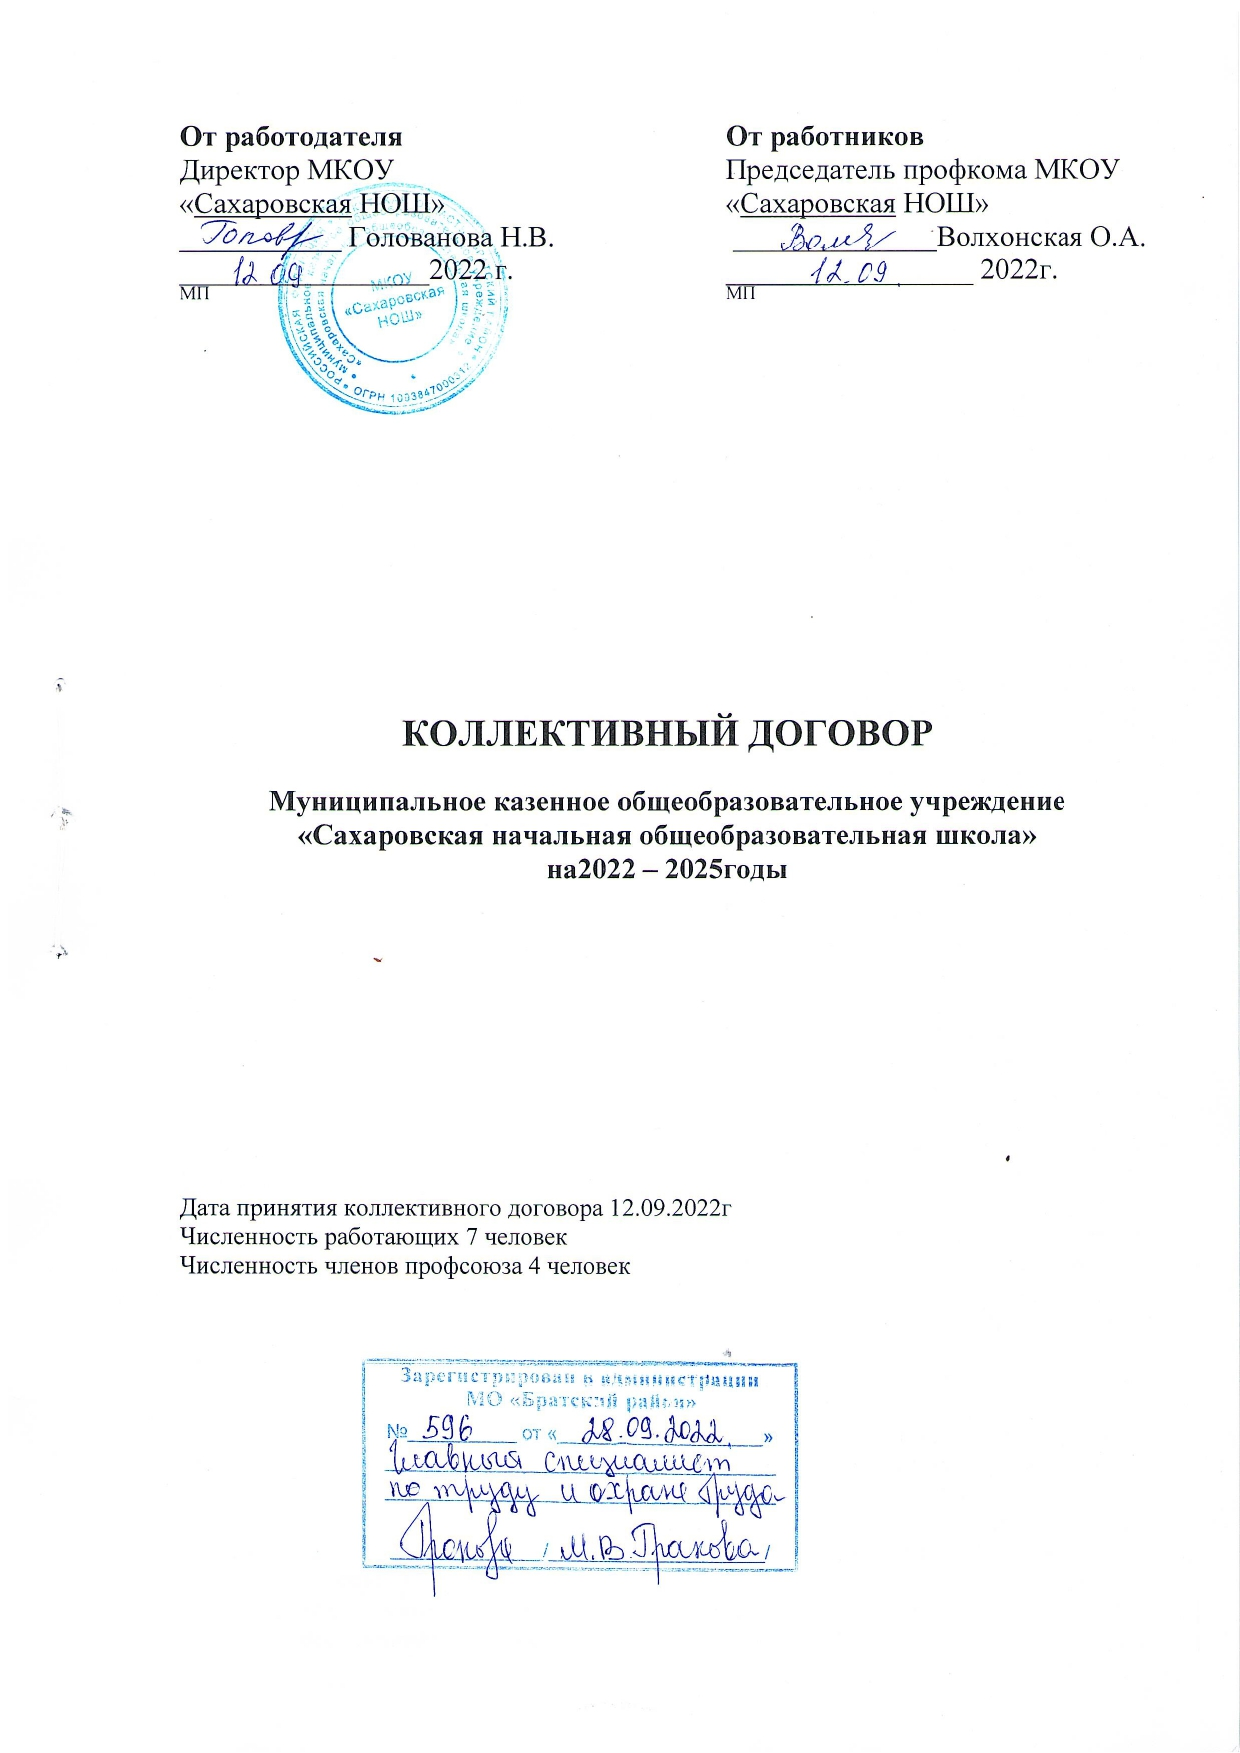 От работодателя
Директор МКОУ
«Сахаровская НОШ»
Голованова Н.В.
12 09 2022 г.
МП
От работников
Председатель профкома МКОУ
«Сахаровская НОШ»
Волхонская О.А.
12.09. 2022г.
МП
МКОУ
«Сахаровская
НОШ»
КОЛЛЕКТИВНЫЙ ДОГОВОР
Муниципальное казенное общеобразовательное учреждение
«Сахаровская начальная общеобразовательная школа»
на2022 – 2025годы
Дата принятия коллективного договора 12.09.2022г
Численность работающих 7 человек
Численность членов профсоюза 4 человек
Зарегистрирован в администрации
МО «Братский район»
№ 596 от « 28.09.2022 »
Главный специалист
по труду и охране труда
/ М.В. /